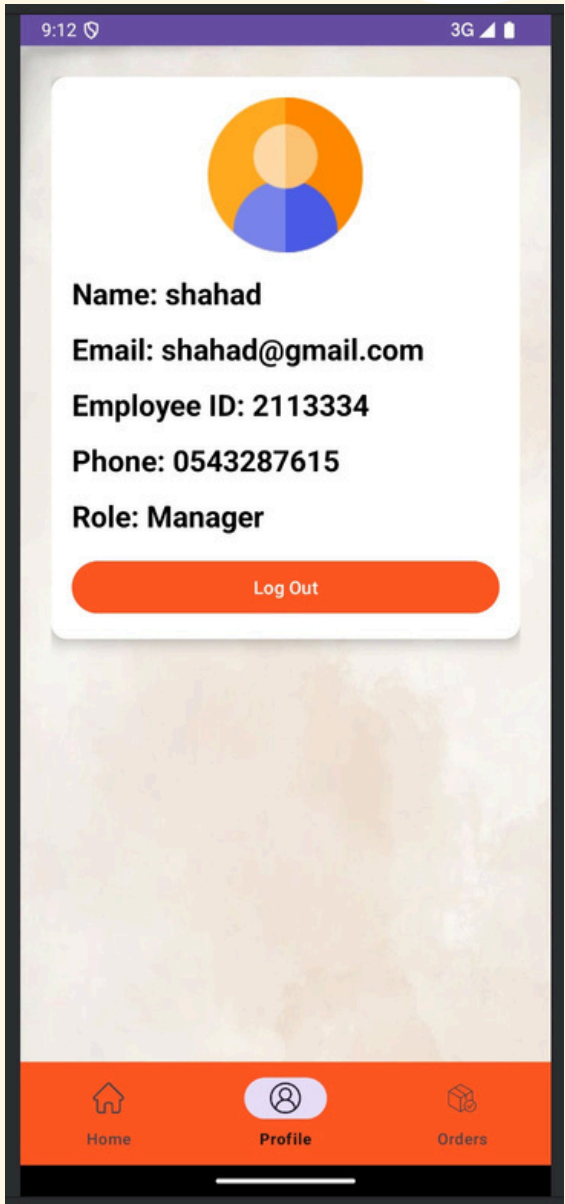 9:12 3G
Name: shahad
Email: shahad@gmail.com
Employee ID: 2113334
Phone: 0543287615
Role: Manager
Log Out
Home Profile Orders